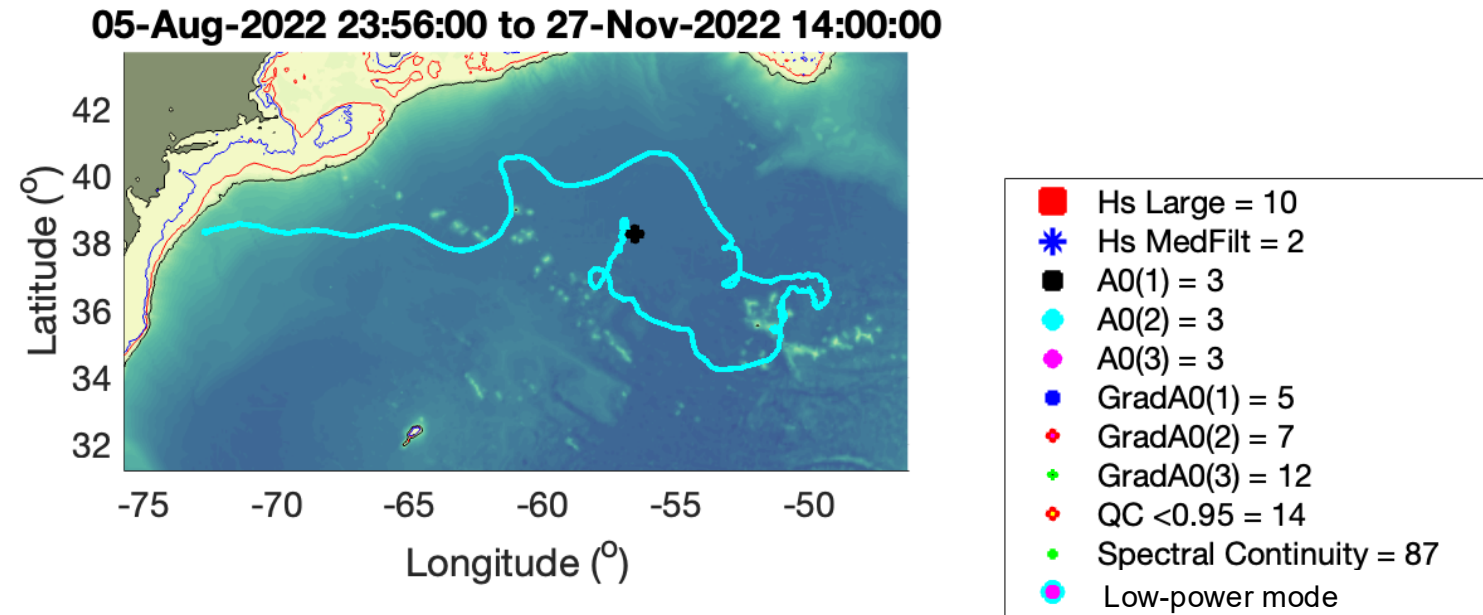 05-Aug-2022 23:56:00 to 27-Nov-2022 14:00:00
42
40
38
36
34
32
Latitude (º)
-75 -70 -65 -60 -55 -50
Longitude (º)
Hs Large = 10
Hs MedFilt = 2
A0(1) = 3
A0(2) = 3
A0(3) = 3
GradA0(1) = 5
GradA0(2) = 7
GradA0(3) = 12
QC <0.95 = 14
Spectral Continuity = 87
Low-power mode